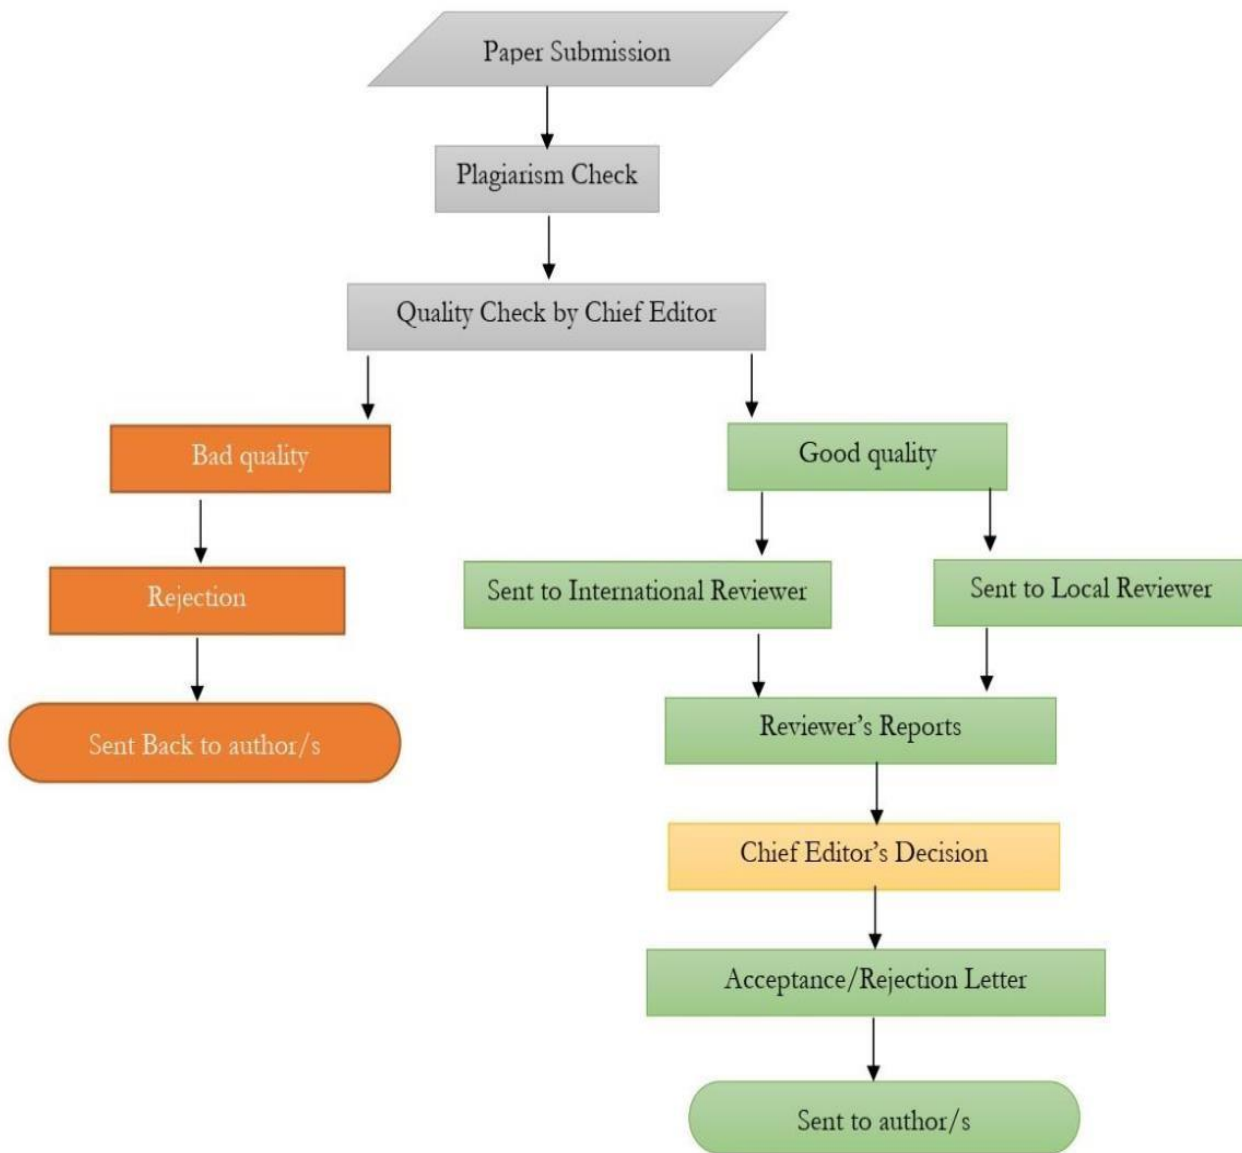 Paper Submission
Plagiarism Check
Quality Check by Chief Editor
Bad quality
Good quality
Rejection
Sent to International Reviewer
Sent to Local Reviewer
Sent Back to author/s
Reviewer’s Reports
Chief Editor’s Decision
Acceptance/Rejection Letter
Sent to author/s